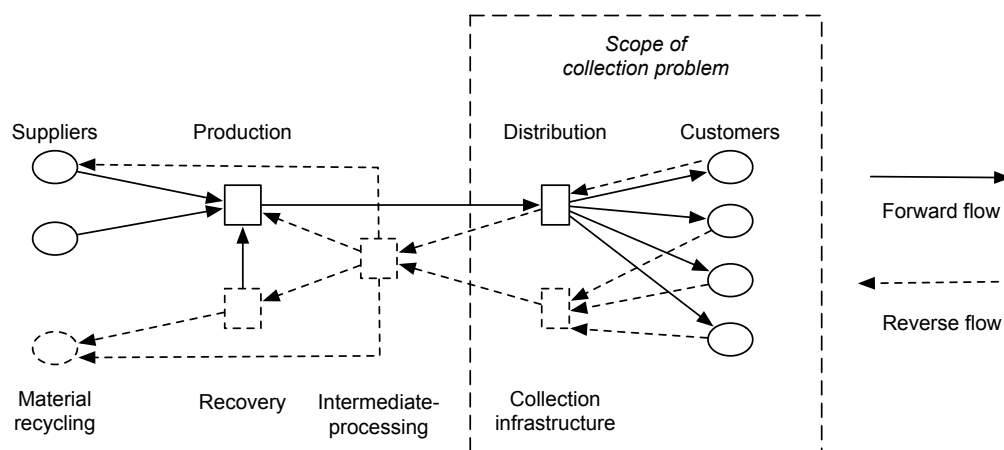 Scope of
collection problem
Suppliers
Production
Distribution
Customers
Forward flow
Reverse flow
Material
recycling
Recovery
Intermediate-
processing
Collection
infrastructure